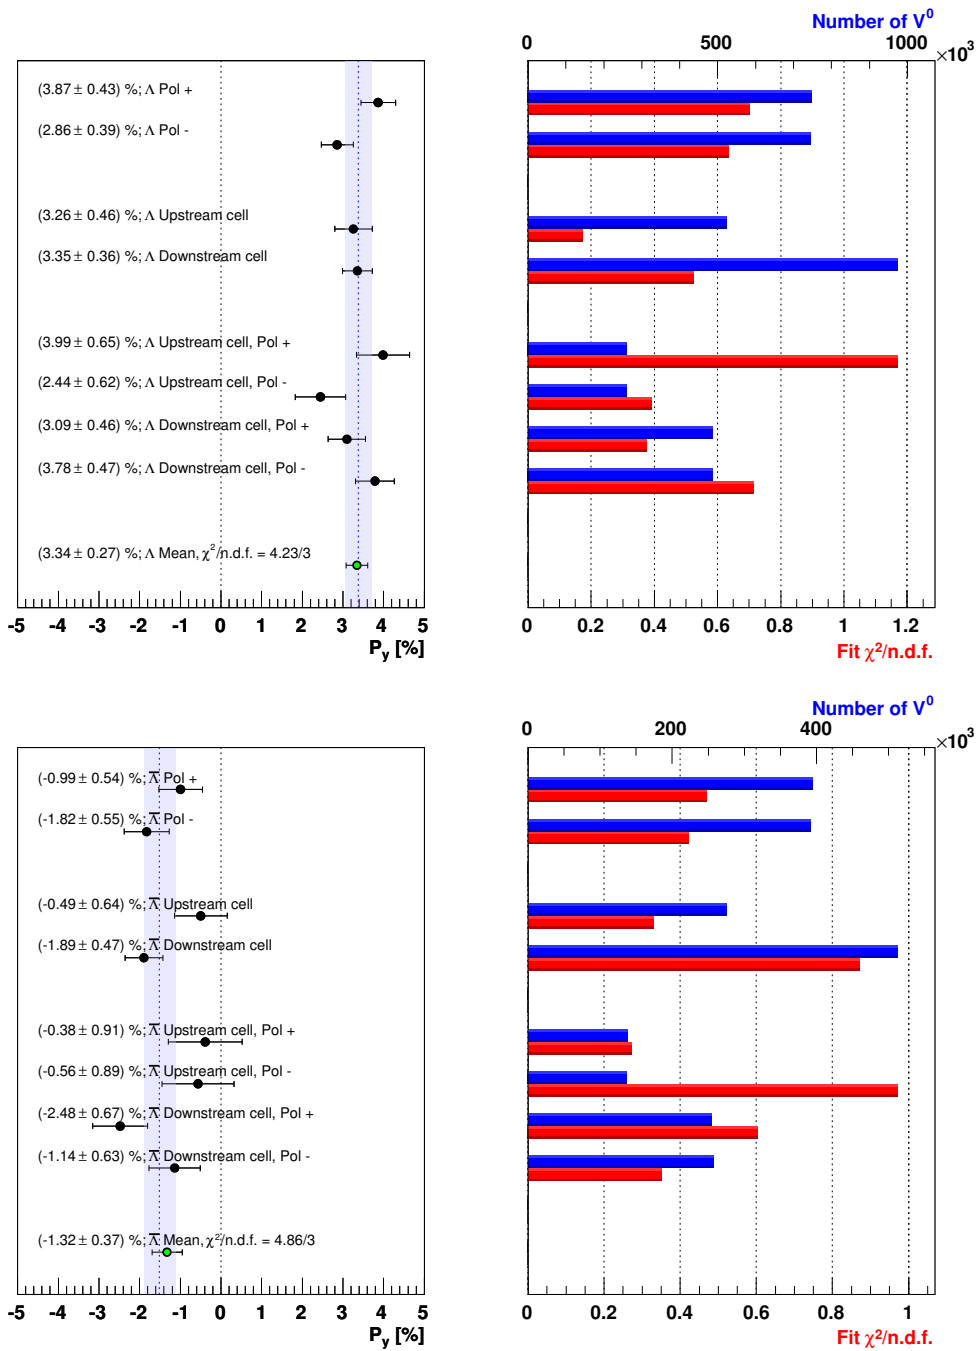 Number of V⁰
0 500 1000 ×10³
(3.87 ± 0.43) %; Λ Pol +
(2.86 ± 0.39) %; Λ Pol -
(3.26 ± 0.46) %; Λ Upstream cell
(3.35 ± 0.36) %; Λ Downstream cell
(3.99 ± 0.65) %; Λ Upstream cell, Pol +
(2.44 ± 0.62) %; Λ Upstream cell, Pol -
(3.09 ± 0.46) %; Λ Downstream cell, Pol +
(3.78 ± 0.47) %; Λ Downstream cell, Pol -
(3.34 ± 0.27) %; Λ Mean, χ²/n.d.f. = 4.23/3
-5 -4 -3 -2 -1 0 1 2 3 4 5
P_y [%]
0 0.2 0.4 0.6 0.8 1 1.2
Fit χ²/n.d.f.
Number of V⁰
0 200 400 ×10³
(-0.99 ± 0.54) %; Λ̅ Pol +
(-1.82 ± 0.55) %; Λ̅ Pol -
(-0.49 ± 0.64) %; Λ̅ Upstream cell
(-1.89 ± 0.47) %; Λ̅ Downstream cell
(-0.38 ± 0.91) %; Λ̅ Upstream cell, Pol +
(-0.56 ± 0.89) %; Λ̅ Upstream cell, Pol -
(-2.48 ± 0.67) %; Λ̅ Downstream cell, Pol +
(-1.14 ± 0.63) %; Λ̅ Downstream cell, Pol -
(-1.32 ± 0.37) %; Λ̅ Mean, χ²/n.d.f. = 4.86/3
-5 -4 -3 -2 -1 0 1 2 3 4 5
P_y [%]
0 0.2 0.4 0.6 0.8 1
Fit χ²/n.d.f.